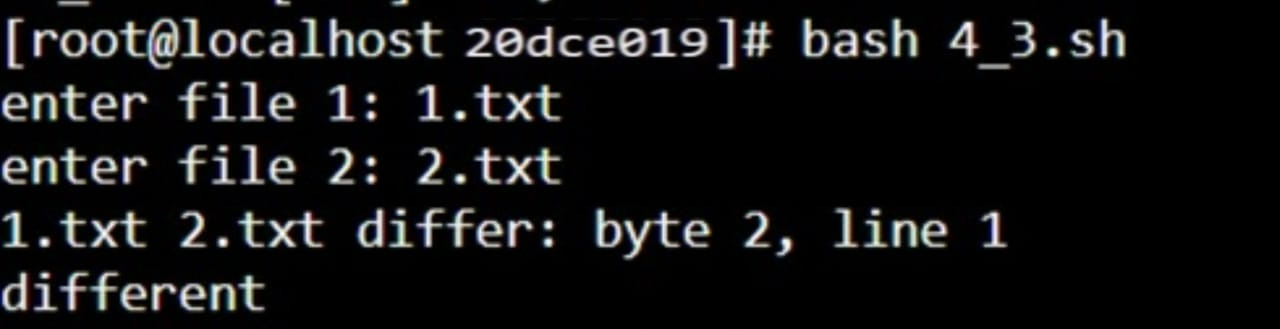 [root@localhost 20dce019]# bash 4_3.sh
enter file 1: 1.txt
enter file 2: 2.txt
1.txt 2.txt differ: byte 2, line 1
different